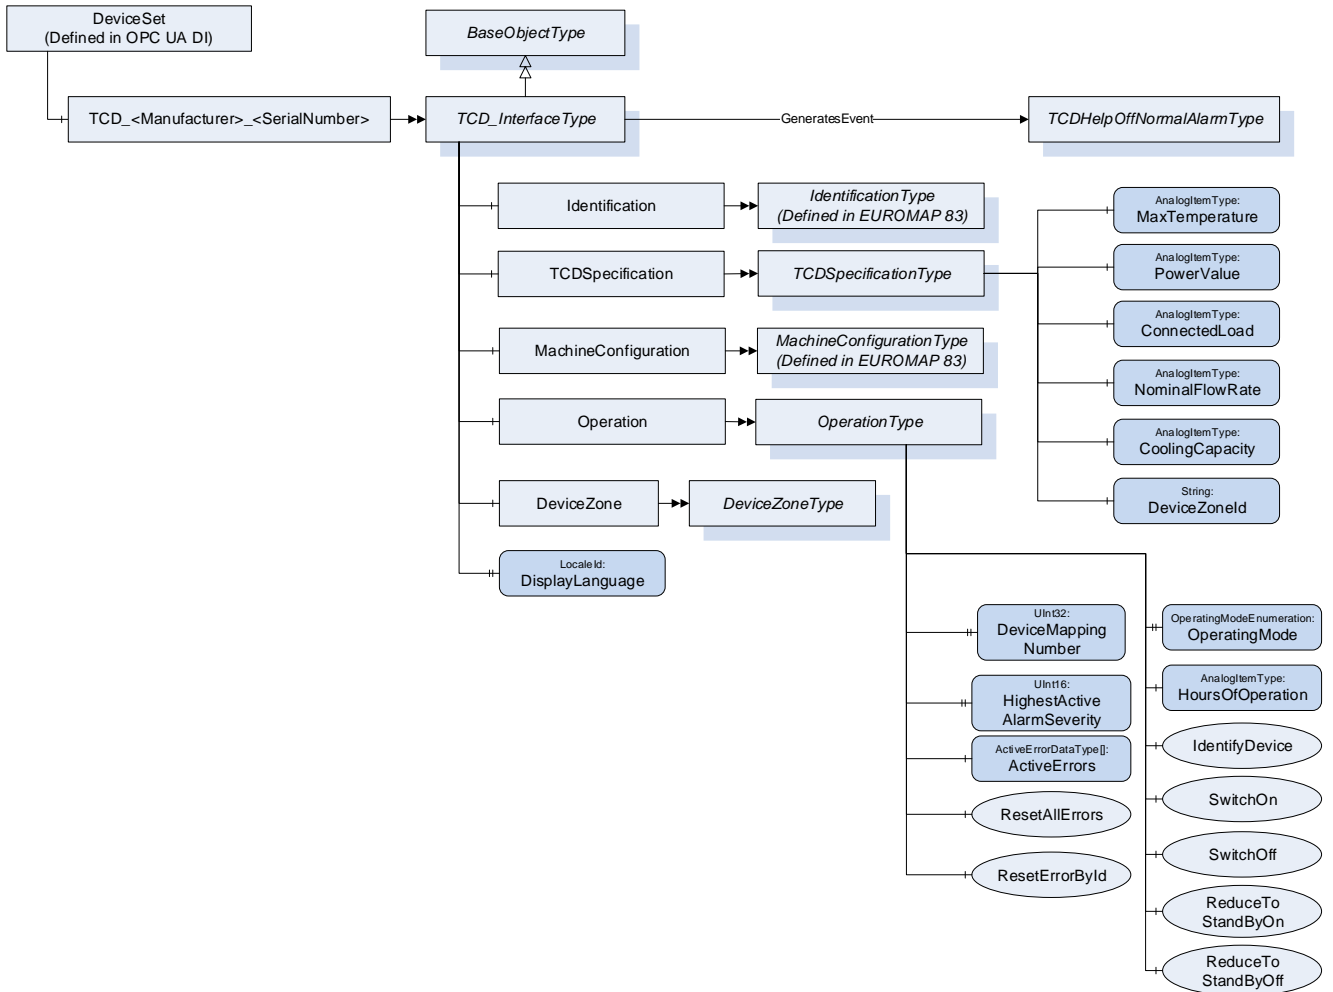 DeviceSet
(Defined in OPC UA DI)
BaseObjectType
TCD_<Manufacturer>_<SerialNumber>
TCD_InterfaceType
GeneratesEvent
TCDHelpOffNormalAlarmType
Identification
IdentificationType
(Defined in EUROMAP 83)
TCDSpecification
TCDSpecificationType
MachineConfiguration
MachineConfigurationType
(Defined in EUROMAP 83)
Operation
OperationType
DeviceZone
DeviceZoneType
LocaleId:
DisplayLanguage
AnalogItemType:
MaxTemperature
AnalogItemType:
PowerValue
AnalogItemType:
ConnectedLoad
AnalogItemType:
NominalFlowRate
AnalogItemType:
CoolingCapacity
String:
DeviceZoneId
UInt32:
DeviceMapping
Number
UInt16:
HighestActive
AlarmSeverity
ActiveErrorDataType[]:
ActiveErrors
ResetAllErrors
ResetErrorById
OperatingModeEnumeration:
OperatingMode
AnalogItemType:
HoursOfOperation
IdentifyDevice
SwitchOn
SwitchOff
ReduceTo
StandByOn
ReduceTo
StandByOff